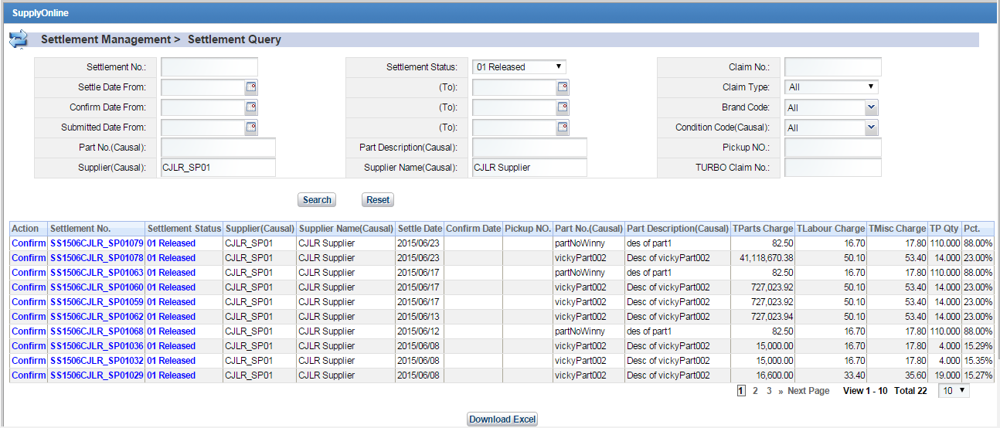 SupplyOnline
Settlement Management > Settlement Query
Settlement No.: Settlement Status: 01 Released Claim No.:
Settle Date From: (To): Claim Type: All
Confirm Date From: (To): Brand Code: All
Submitted Date From: (To): Condition Code(Causal): All
Part No.(Causal): Part Description(Causal): Pickup NO.:
Supplier(Causal): CJLR_SP01 Supplier Name(Causal): CJLR Supplier TURBO Claim No.:
Search Reset
Action Settlement No. Settlement Status Supplier(Causal) Supplier Name(Causal) Settle Date Confirm Date Pickup NO. Part No.(Causal) Part Description(Causal) TParts Charge TLabour Charge TMisc Charge TP Qty Pct.
Confirm SS1506CJLR_SP01079 01 Released CJLR_SP01 CJLR Supplier 2015/06/23 partNoWinny des of part1 82.50 16.70 17.80 110.000 88.00%
Confirm SS1506CJLR_SP01078 01 Released CJLR_SP01 CJLR Supplier 2015/06/23 vickyPart002 Desc of vickyPart002 41,118,670.38 50.10 53.40 14.000 23.00%
Confirm SS1506CJLR_SP01063 01 Released CJLR_SP01 CJLR Supplier 2015/06/17 partNoWinny des of part1 82.50 16.70 17.80 110.000 88.00%
Confirm SS1506CJLR_SP01060 01 Released CJLR_SP01 CJLR Supplier 2015/06/17 vickyPart002 Desc of vickyPart002 727,023.92 50.10 53.40 14.000 23.00%
Confirm SS1506CJLR_SP01059 01 Released CJLR_SP01 CJLR Supplier 2015/06/17 vickyPart002 Desc of vickyPart002 727,023.92 50.10 53.40 14.000 23.00%
Confirm SS1506CJLR_SP01062 01 Released CJLR_SP01 CJLR Supplier 2015/06/13 vickyPart002 Desc of vickyPart002 727,023.94 50.10 53.40 14.000 23.00%
Confirm SS1506CJLR_SP01068 01 Released CJLR_SP01 CJLR Supplier 2015/06/12 partNoWinny des of part1 82.50 16.70 17.80 110.000 88.00%
Confirm SS1506CJLR_SP01036 01 Released CJLR_SP01 CJLR Supplier 2015/06/08 vickyPart002 Desc of vickyPart002 15,000.00 16.70 17.80 4.000 15.29%
Confirm SS1506CJLR_SP01032 01 Released CJLR_SP01 CJLR Supplier 2015/06/08 vickyPart002 Desc of vickyPart002 15,000.00 16.70 17.80 4.000 15.35%
Confirm SS1506CJLR_SP01029 01 Released CJLR_SP01 CJLR Supplier 2015/06/08 vickyPart002 Desc of vickyPart002 16,600.00 33.40 35.60 19.000 15.27%
1 2 3 » Next Page View 1 - 10 Total 22 10
Download Excel